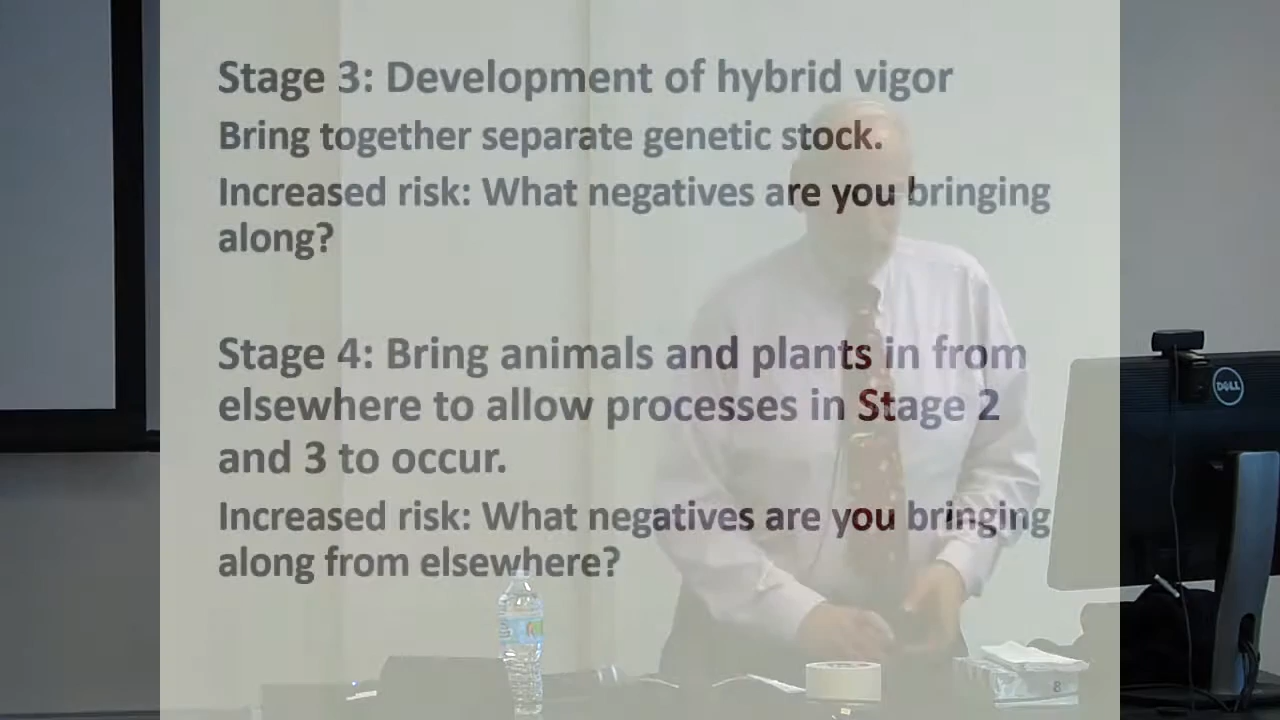 Stage 3: Development of hybrid vigor
Bring together separate genetic stock.
Increased risk: What negatives are you bringing
along?
Stage 4: Bring animals and plants in from
elsewhere to allow processes in Stage 2
and 3 to occur.
Increased risk: What negatives are you bringing
along from elsewhere?
DELL
8